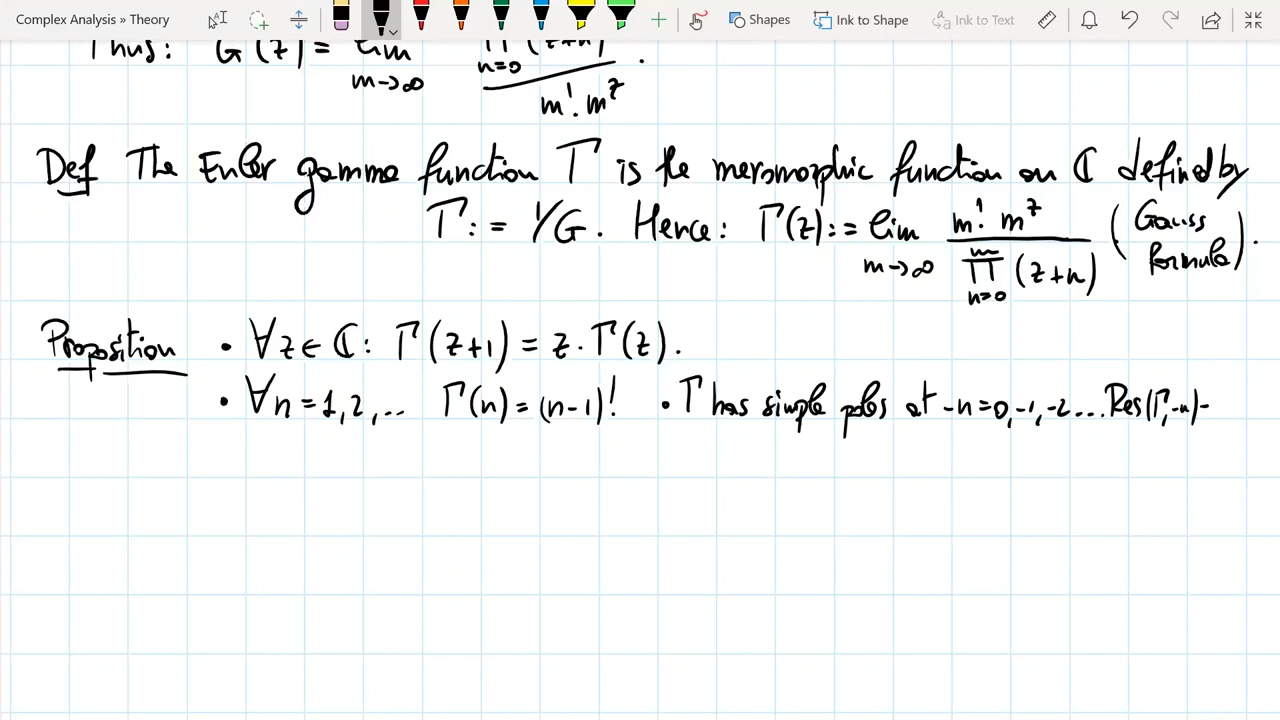 Complex Analysis » Theory
Shapes Ink to Shape Ink to Text
Thus: G(z) = lim m→∞ ∏ n=0 (z+n) / m! m^z .
Def The Euler gamma function Γ is the meromorphic function on ℂ defined by
Γ := 1/G. Hence: Γ(z) := lim m→∞ m! m^z / ∏ n=0 m (z+n) (Gauss formula).
Proposition • ∀z∈ℂ: Γ(z+1) = z·Γ(z).
• ∀n=1,2,... Γ(n) = (n-1)! • Γ has simple poles at -n=0,-1,-2... Res(Γ,-n)-